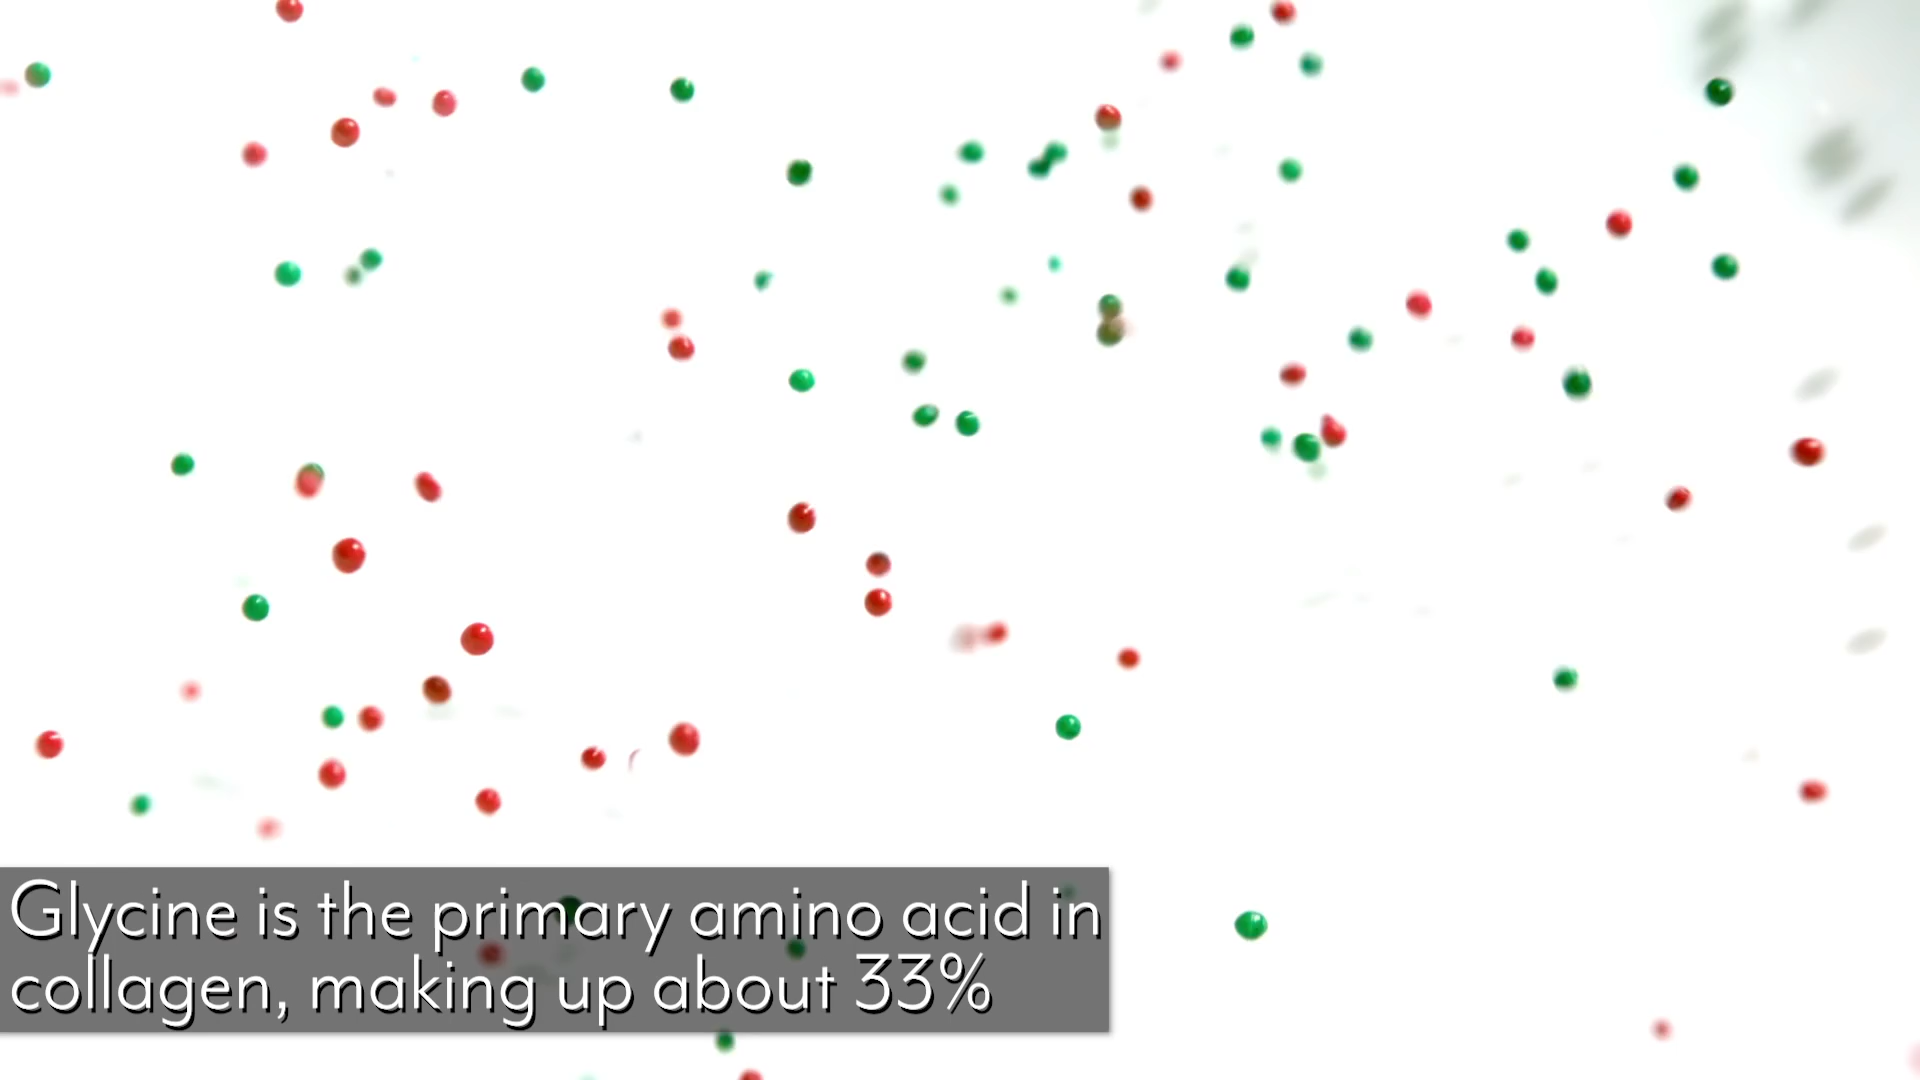 Glycine is the primary amino acid in
collagen, making up about 33%